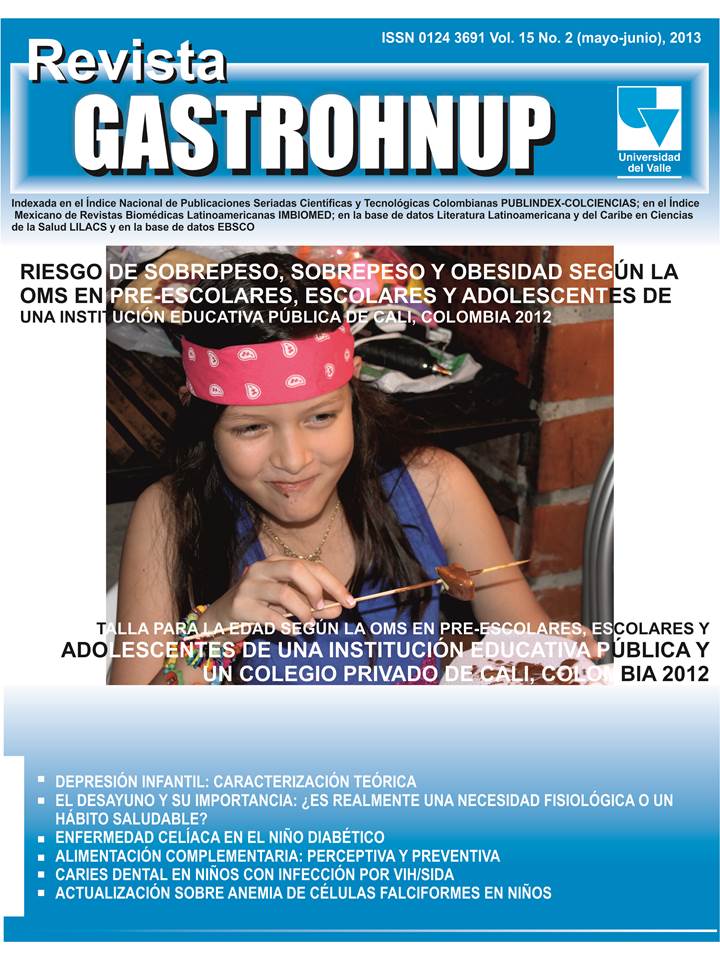 ISSN 0124 3691 Vol. 15 No. 2 (mayo-junio), 2013
Revista
GASTROHNUP
Universidad
del Valle
Indexada en el Índice Nacional de Publicaciones Seriadas Científicas y Tecnológicas Colombianas PUBLINDEX-COLCIENCIAS; en el Índice
Mexicano de Revistas Biomédicas Latinoamericanas IMBIOMED; en la base de datos Literatura Latinoamericana y del Caribe en Ciencias
de la Salud LILACS y en la base de datos EBSCO
RIESGO DE SOBREPESO, SOBREPESO Y OBESIDAD SEGÚN LA
OMS EN PRE-ESCOLARES, ESCOLARES Y ADOLESCENTES DE
UNA INSTITUCIÓN EDUCATIVA PÚBLICA DE CALI, COLOMBIA 2012
TALLA PARA LA EDAD SEGÚN LA OMS EN PRE-ESCOLARES, ESCOLARES Y
ADOLESCENTES DE UNA INSTITUCIÓN EDUCATIVA PÚBLICA Y
UN COLEGIO PRIVADO DE CALI, COLOMBIA 2012
DEPRESIÓN INFANTIL: CARACTERIZACIÓN TEÓRICA
EL DESAYUNO Y SU IMPORTANCIA: ¿ES REALMENTE UNA NECESIDAD FISIOLÓGICA O UN
HÁBITO SALUDABLE?
ENFERMEDAD CELÍACA EN EL NIÑO DIABÉTICO
ALIMENTACIÓN COMPLEMENTARIA: PERCEPTIVA Y PREVENTIVA
CARIES DENTAL EN NIÑOS CON INFECCIÓN POR VIH/SIDA
ACTUALIZACIÓN SOBRE ANEMIA DE CÉLULAS FALCIFORMES EN NIÑOS